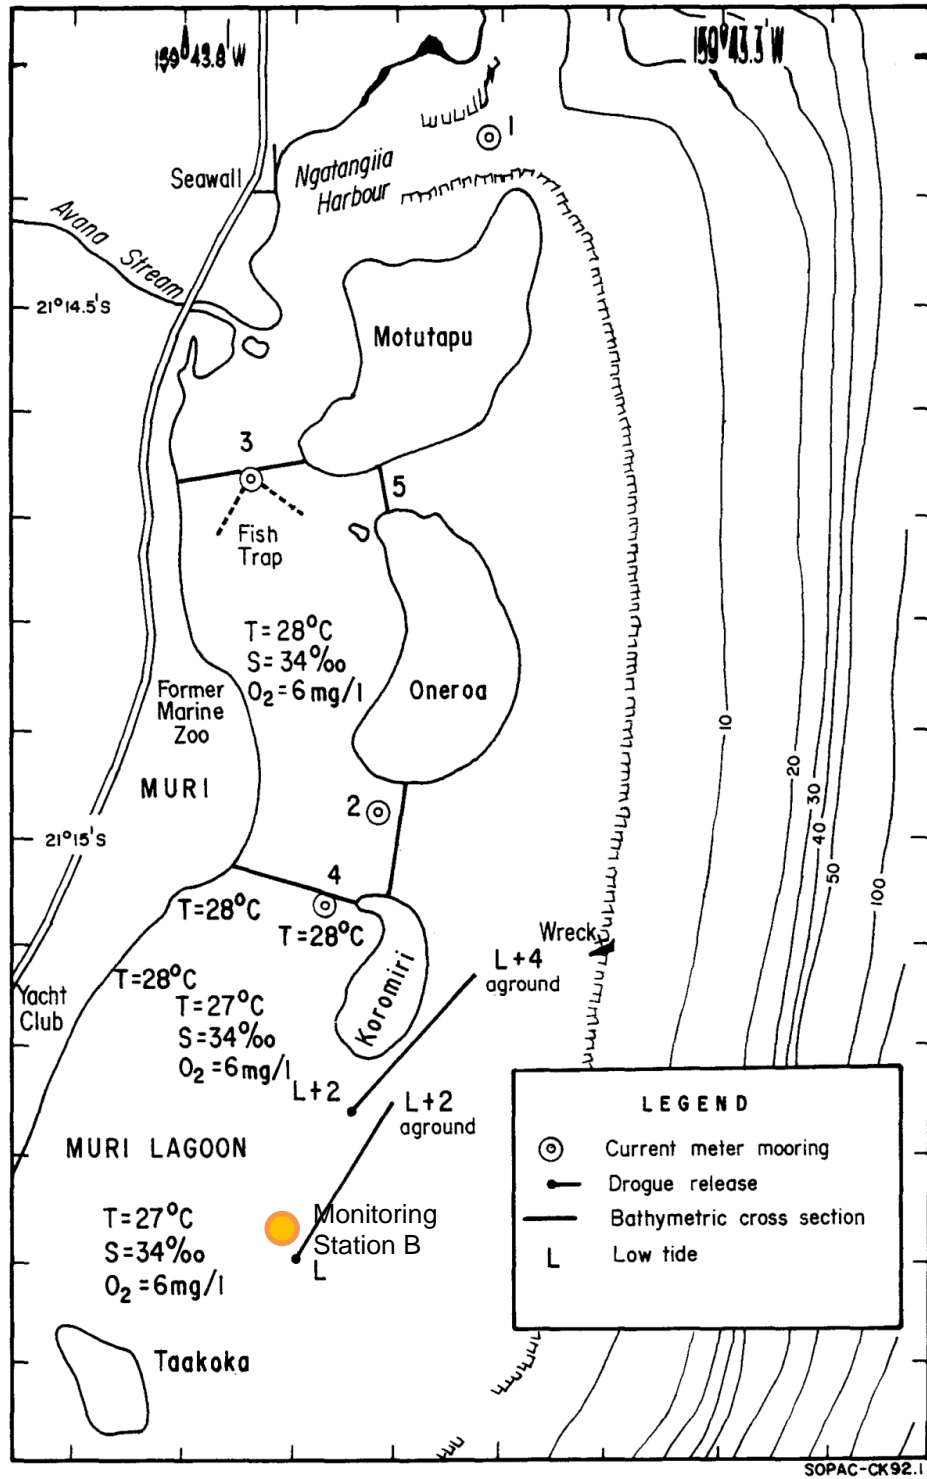 159°43.8'W
159°43.3'W
1
Seawall
Ngatangiia
Harbour
Avana
Stream
21°14.5'S
Motutapu
3
5
Fish
Trap
T=28°C
S=34‰
O₂=6mg/l
Former
Marine
Zoo
Oneroa
10
20
30
40
50
100
MURI
2
21°15'S
4
T=28°C
T=28°C
Wreck
L+4
aground
T=28°C
Yacht
Club
Koromiri
T=27°C
S=34‰
O₂=6mg/l
L+2
L+2
aground
LEGEND
Current meter mooring
Drogue release
Bathymetric cross section
L Low tide
MURI LAGOON
T=27°C
S=34‰
O₂=6mg/l
Monitoring
Station B
L
Taakoka
SOPAC-CK92.1